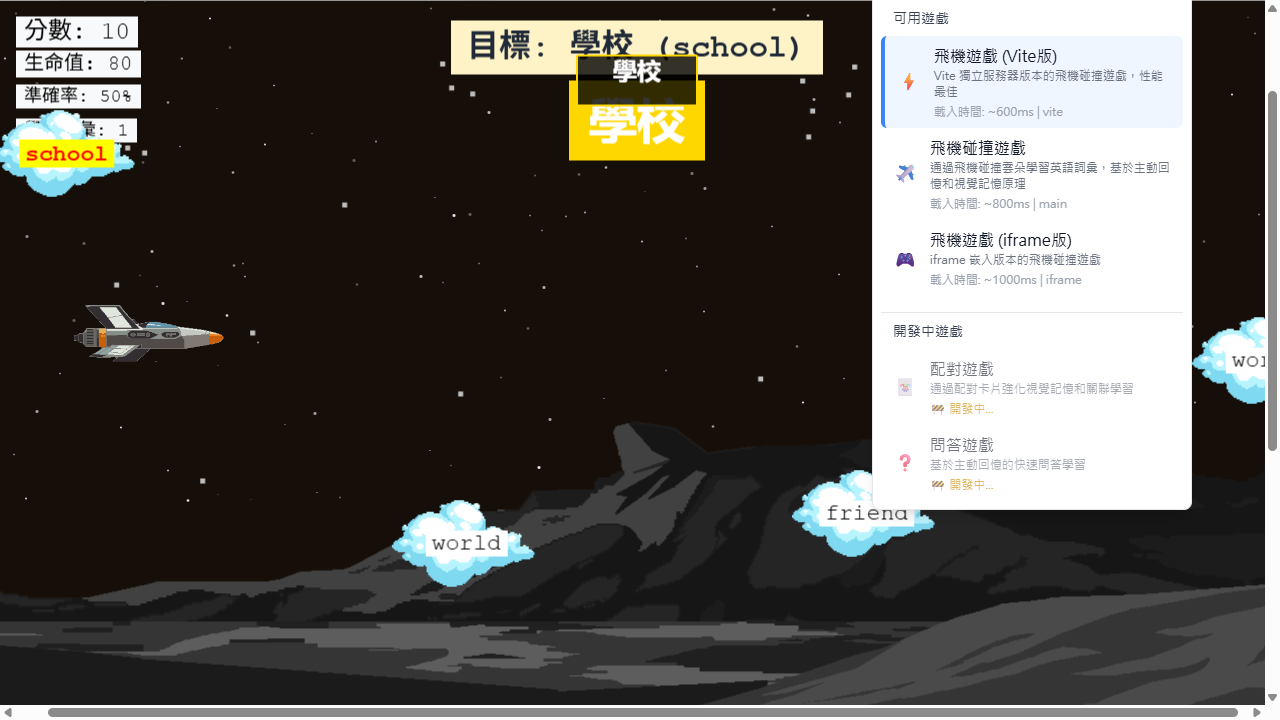 分數: 10
生命值: 80
準確率: 50%
: 1
school
目標: 學校 (school)
學校
學校
world
friend
可用遊戲
飛機遊戲 (Vite版)
Vite 獨立服務器版本的飛機碰撞遊戲，性能
最佳
載入時間: ~600ms | vite
飛機碰撞遊戲
通過飛機碰撞雲朵學習英語詞彙，基於主動回
憶和視覺記憶原理
載入時間: ~800ms | main
飛機遊戲 (iframe版)
iframe 嵌入版本的飛機碰撞遊戲
載入時間: ~1000ms | iframe
開發中遊戲
配對遊戲
通過配對卡片強化視覺記憶和關聯學習
開發中...
問答遊戲
基於主動回憶的快速問答學習
開發中...